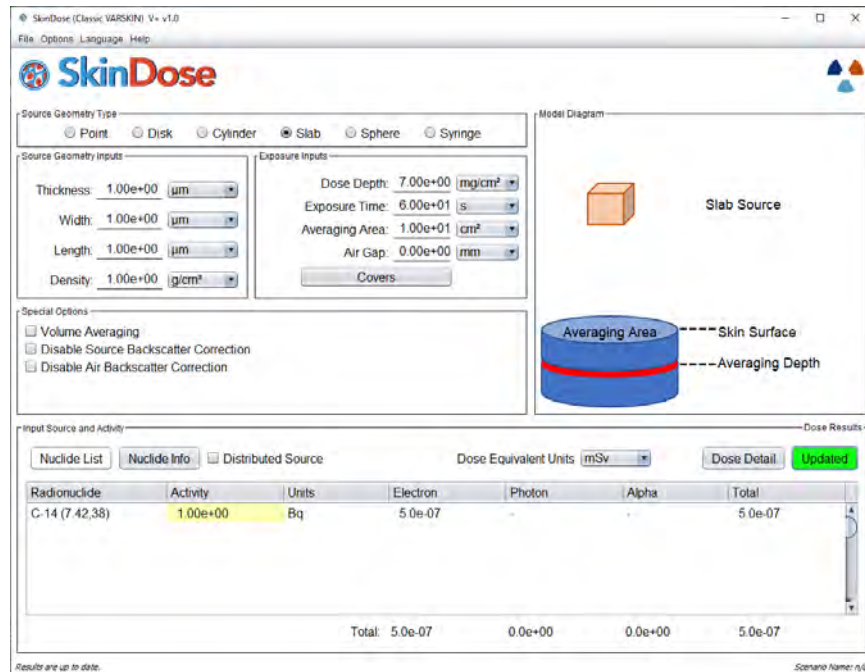 SkinDose (Classic VARSKIN) V+ v1.0
File Options Language Help
SkinDose
Source Geometry Type
Point Disk Cylinder Slab Sphere Syringe
Source Geometry Inputs
Thickness: 1.00e+00 µm
Width: 1.00e+00 µm
Length: 1.00e+00 µm
Density: 1.00e+00 g/cm³
Exposure Inputs
Dose Depth: 7.00e+00 mg/cm²
Exposure Time: 6.00e+01 s
Averaging Area: 1.00e+01 cm²
Air Gap: 0.00e+00 mm
Covers
Special Options
Volume Averaging
Disable Source Backscatter Correction
Disable Air Backscatter Correction
Model Diagram
Slab Source
Averaging Area Skin Surface
Averaging Depth
Input Source and Activity Dose Results
Nuclide List Nuclide Info Distributed Source Dose Equivalent Units mSv Dose Detail Updated
Radionuclide Activity Units Electron Photon Alpha Total
C-14 (7.42,38) 1.00e+00 Bq 5.0e-07 - - 5.0e-07
Total: 5.0e-07 0.0e+00 0.0e+00 5.0e-07
Results are up to date. Scenario Name: